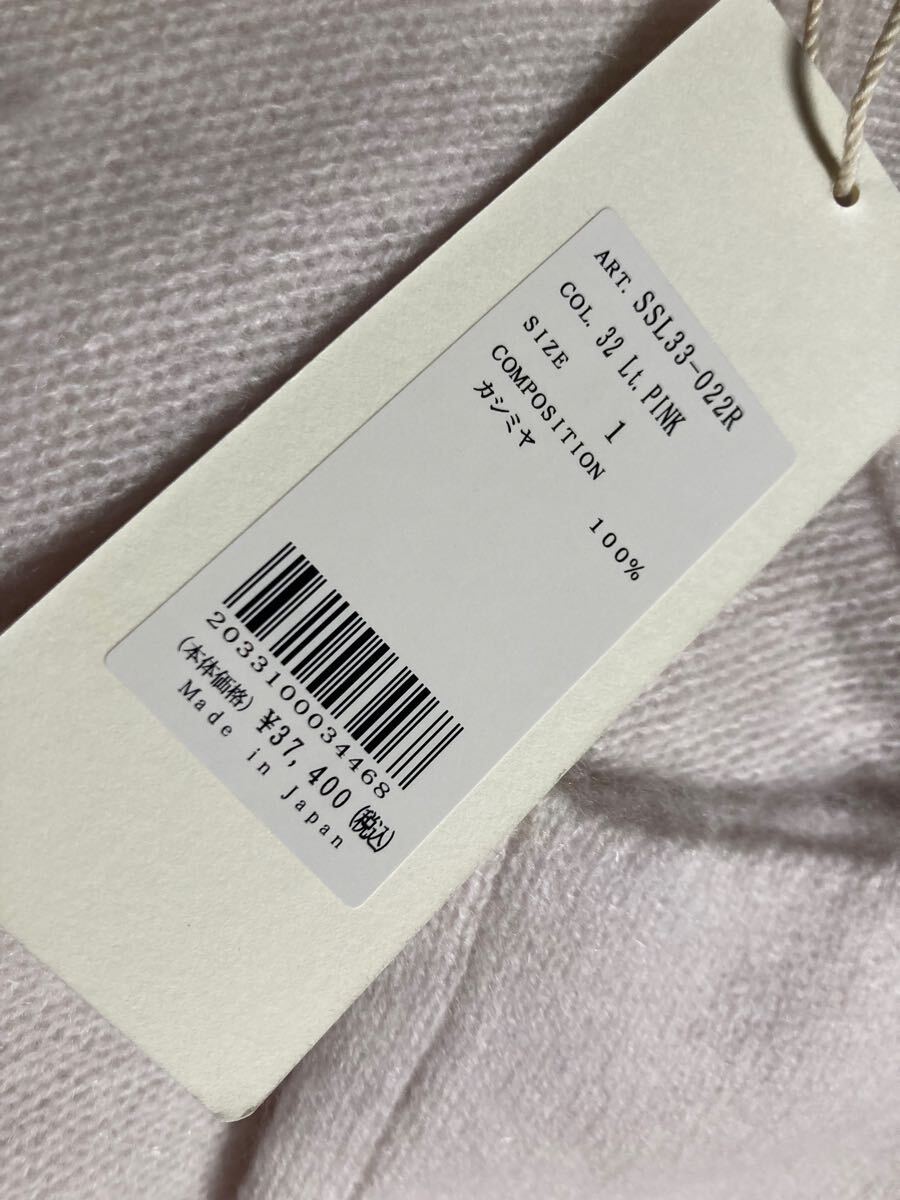 ART. SSL33-022R
COL. 32 Lt. PINK
SIZE 1
COMPOSITION
カシミヤ 100%
2033100034468
(本体価格) ¥37,400 (税込)
Made in Japan